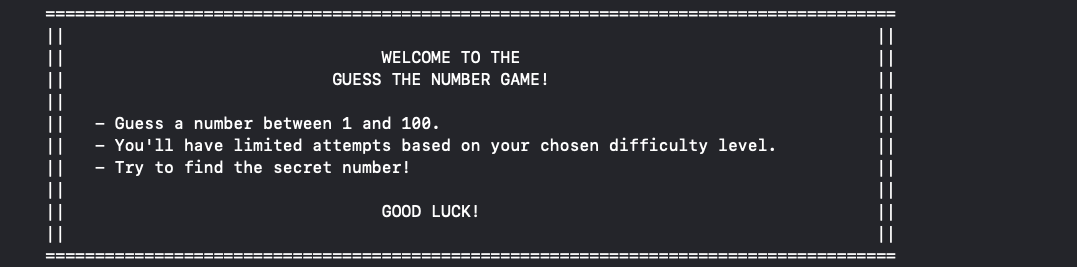 ======================================================================================
||                                                                                  ||
||                                WELCOME TO THE                                    ||
||                           GUESS THE NUMBER GAME!                                 ||
||                                                                                  ||
||   - Guess a number between 1 and 100.                                            ||
||   - You'll have limited attempts based on your chosen difficulty level.          ||
||   - Try to find the secret number!                                               ||
||                                                                                  ||
||                                GOOD LUCK!                                        ||
||                                                                                  ||
======================================================================================